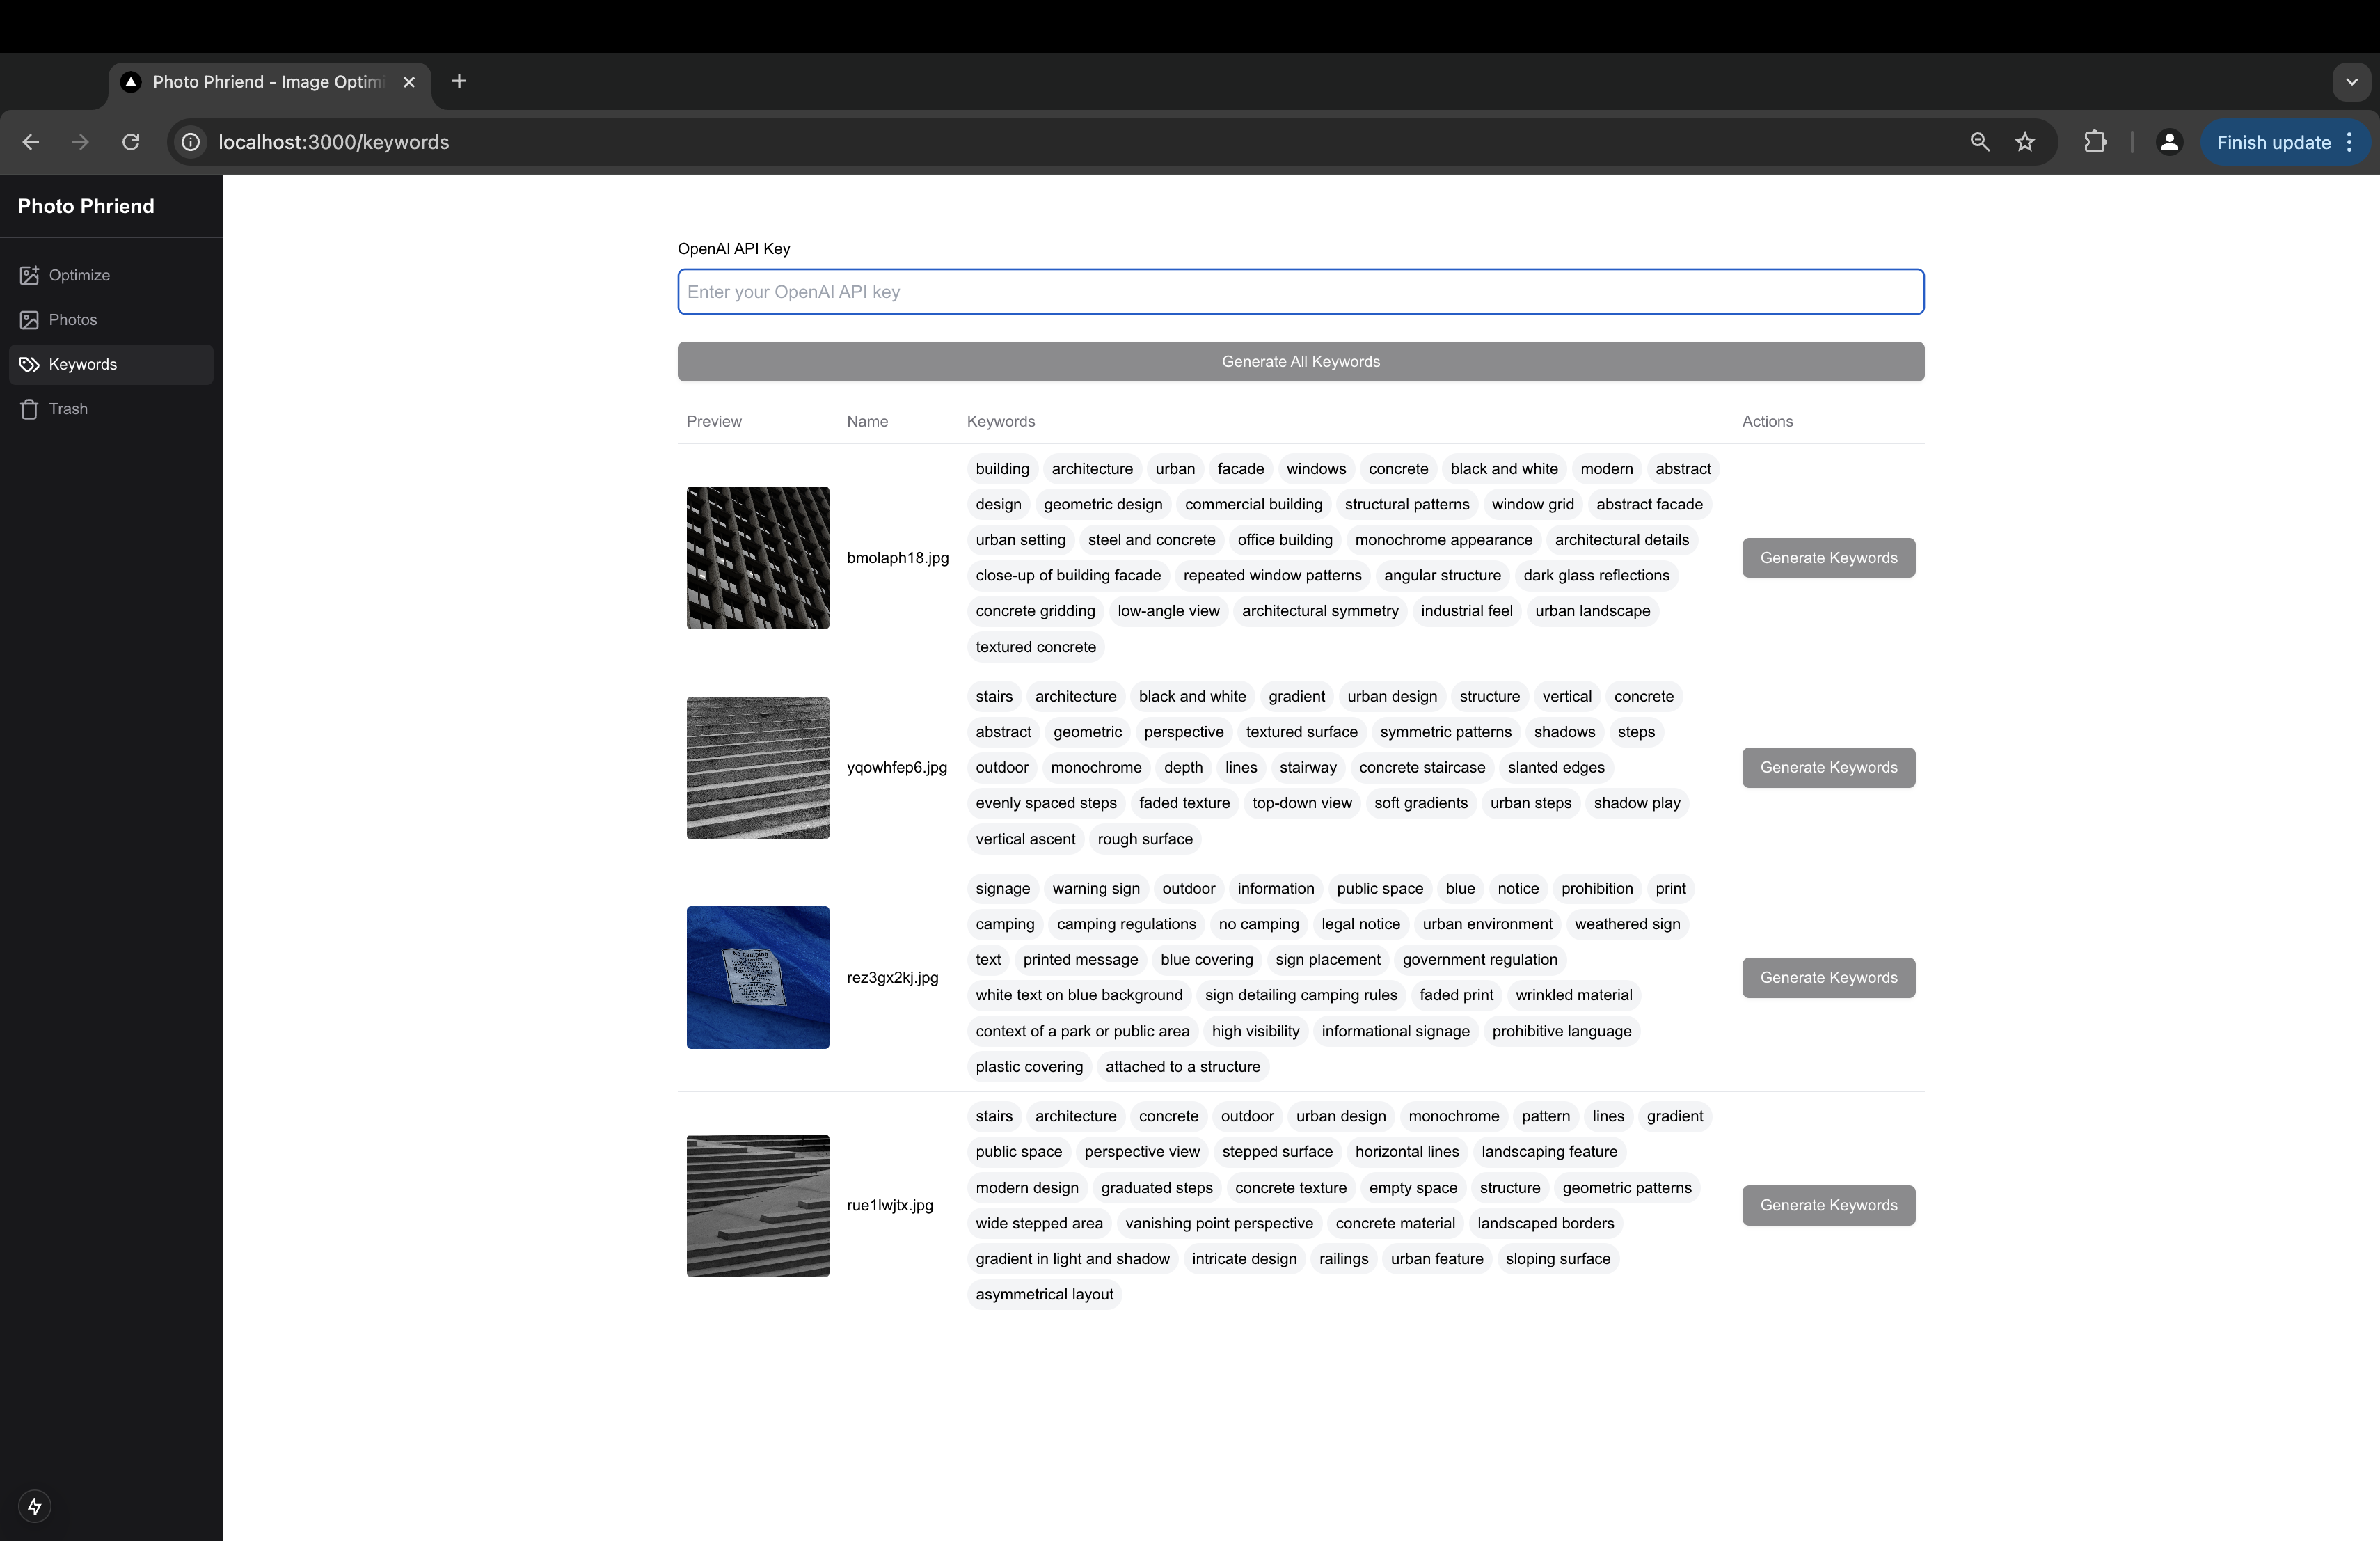 Photo Phriend - Image Optimi
localhost:3000/keywords
Finish update
Photo Phriend
Optimize
Photos
Keywords
Trash
OpenAI API Key
Enter your OpenAI API key
Generate All Keywords
Preview Name Keywords Actions
building architecture urban facade windows concrete black and white modern abstract
design geometric design commercial building structural patterns window grid abstract facade
urban setting steel and concrete office building monochrome appearance architectural details
bmolaph18.jpg
Generate Keywords
close-up of building facade repeated window patterns angular structure dark glass reflections
concrete gridding low-angle view architectural symmetry industrial feel urban landscape
textured concrete
stairs architecture black and white gradient urban design structure vertical concrete
abstract geometric perspective textured surface symmetric patterns shadows steps
yqowhfep6.jpg
outdoor monochrome depth lines stairway concrete staircase slanted edges
Generate Keywords
evenly spaced steps faded texture top-down view soft gradients urban steps shadow play
vertical ascent rough surface
signage warning sign outdoor information public space blue notice prohibition print
camping camping regulations no camping legal notice urban environment weathered sign
text printed message blue covering sign placement government regulation
No Camping
rez3gx2kj.jpg
Generate Keywords
white text on blue background sign detailing camping rules faded print wrinkled material
context of a park or public area high visibility informational signage prohibitive language
plastic covering attached to a structure
stairs architecture concrete outdoor urban design monochrome pattern lines gradient
public space perspective view stepped surface horizontal lines landscaping feature
modern design graduated steps concrete texture empty space structure geometric patterns
rue1lwjtx.jpg
Generate Keywords
wide stepped area vanishing point perspective concrete material landscaped borders
gradient in light and shadow intricate design railings urban feature sloping surface
asymmetrical layout